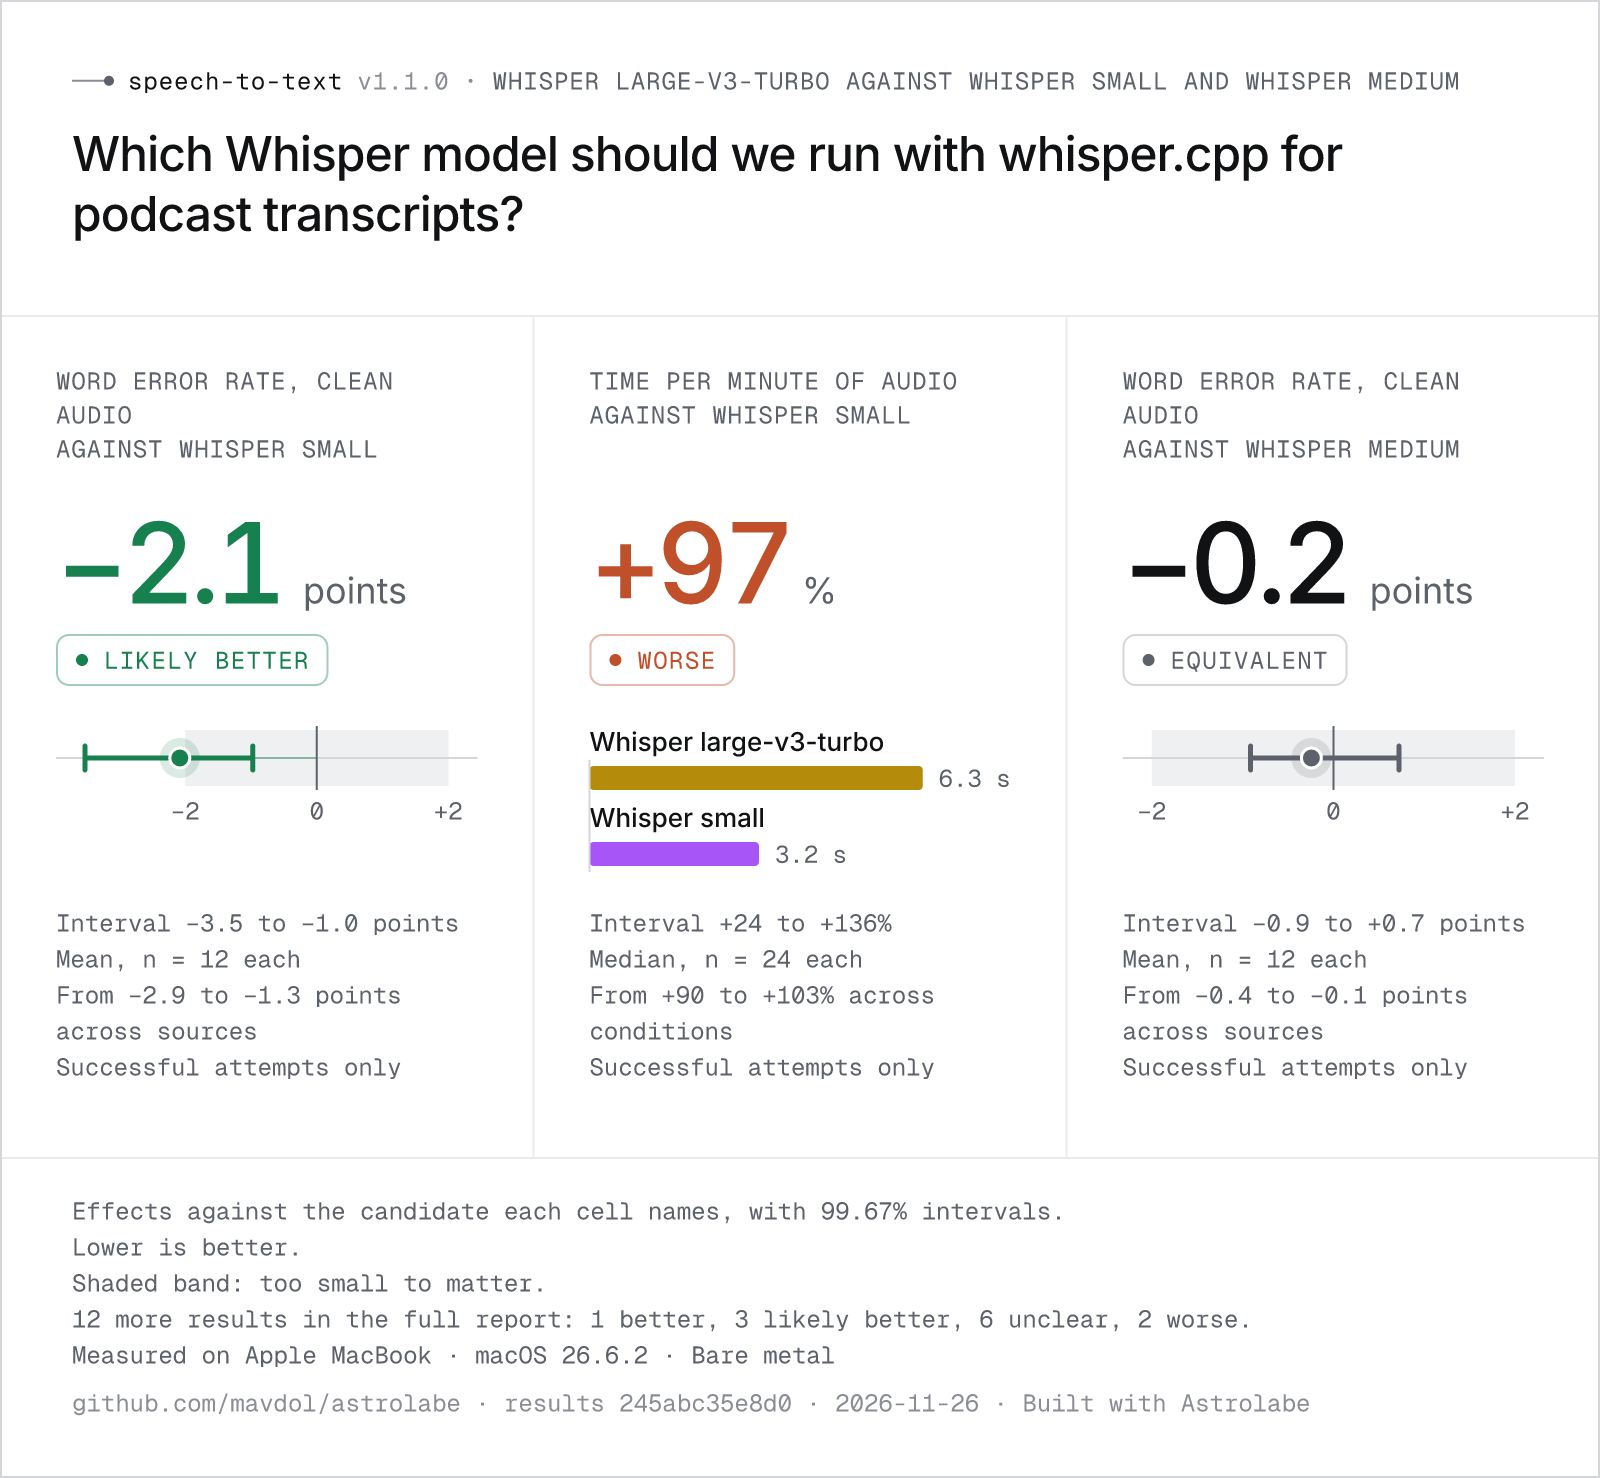 speech-to-text v1.1.0 · WHISPER LARGE-V3-TURBO AGAINST WHISPER SMALL AND WHISPER MEDIUM
Which Whisper model should we run with whisper.cpp for
podcast transcripts?
WORD ERROR RATE, CLEAN
AUDIO
AGAINST WHISPER SMALL
−2.1 points
LIKELY BETTER
−2 0 +2
Interval −3.5 to −1.0 points
Mean, n = 12 each
From −2.9 to −1.3 points
across sources
Successful attempts only
TIME PER MINUTE OF AUDIO
AGAINST WHISPER SMALL
+97 %
WORSE
Whisper large-v3-turbo
6.3 s
Whisper small
3.2 s
Interval +24 to +136%
Median, n = 24 each
From +90 to +103% across
conditions
Successful attempts only
WORD ERROR RATE, CLEAN
AUDIO
AGAINST WHISPER MEDIUM
−0.2 points
EQUIVALENT
−2 0 +2
Interval −0.9 to +0.7 points
Mean, n = 12 each
From −0.4 to −0.1 points
across sources
Successful attempts only
Effects against the candidate each cell names, with 99.67% intervals.
Lower is better.
Shaded band: too small to matter.
12 more results in the full report: 1 better, 3 likely better, 6 unclear, 2 worse.
Measured on Apple MacBook · macOS 26.6.2 · Bare metal
github.com/mavdol/astrolabe · results 245abc35e8d0 · 2026-11-26 · Built with Astrolabe